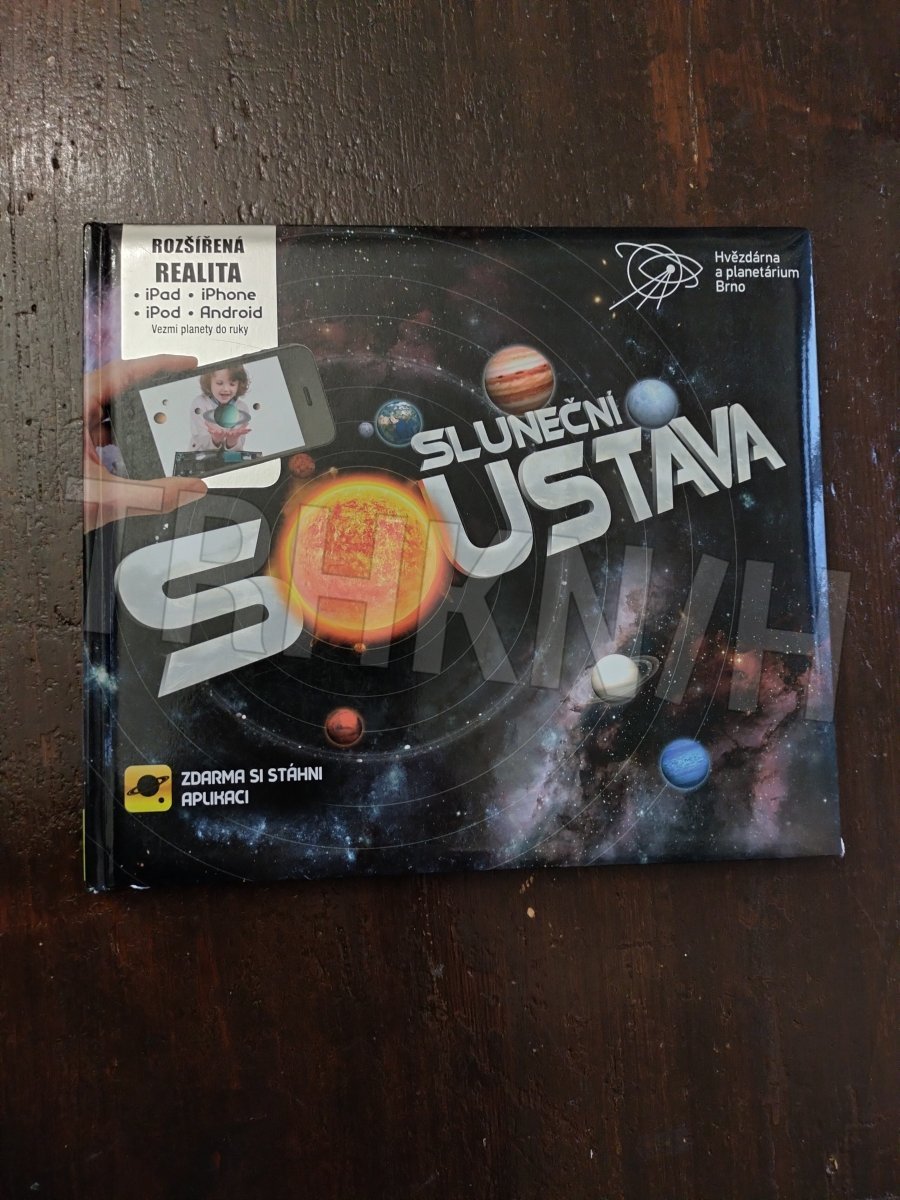 ROZŠÍŘENÁ
REALITA
• iPad • iPhone
• iPod • Android
Vezmi planety do ruky
Hvězdárna
a planetárium
Brno
SLUNEČNÍ
SOUSTAVA
TRHKNIH
ZDARMA SI STÁHNI
APLIKACI